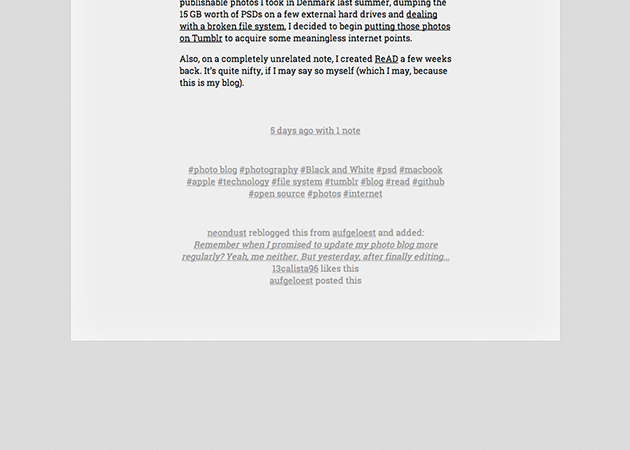 publishable photos I took in Denmark last summer, dumping the
15 GB worth of PSDs on a few external hard drives and dealing
with a broken file system, I decided to begin putting those photos
on Tumblr to acquire some meaningless internet points.
Also, on a completely unrelated note, I created ReAD a few weeks
back. It's quite nifty, if I may say so myself (which I may, because
this is my blog).
5 days ago with 1 note
#photo blog #photography #Black and White #psd #macbook
#apple #technology #file system #tumblr #blog #read #github
#open source #photos #internet
neondust reblogged this from aufgeloest and added:
Remember when I promised to update my photo blog more
regularly? Yeah, me neither. But yesterday, after finally editing...
13calista96 likes this
aufgeloest posted this